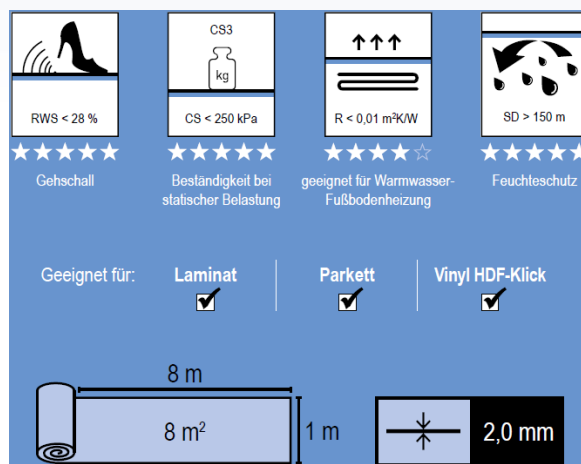 CS3
kg
RWS < 28 %
CS < 250 kPa
R < 0,01 m²K/W
SD > 150 m
Gehschall
Beständigkeit bei
statischer Belastung
geeignet für Warmwasser-
Fußbodenheizung
Feuchteschutz
Geeignet für:
Laminat
Parkett
Vinyl HDF-Klick
8 m
8 m²
1 m
2,0 mm